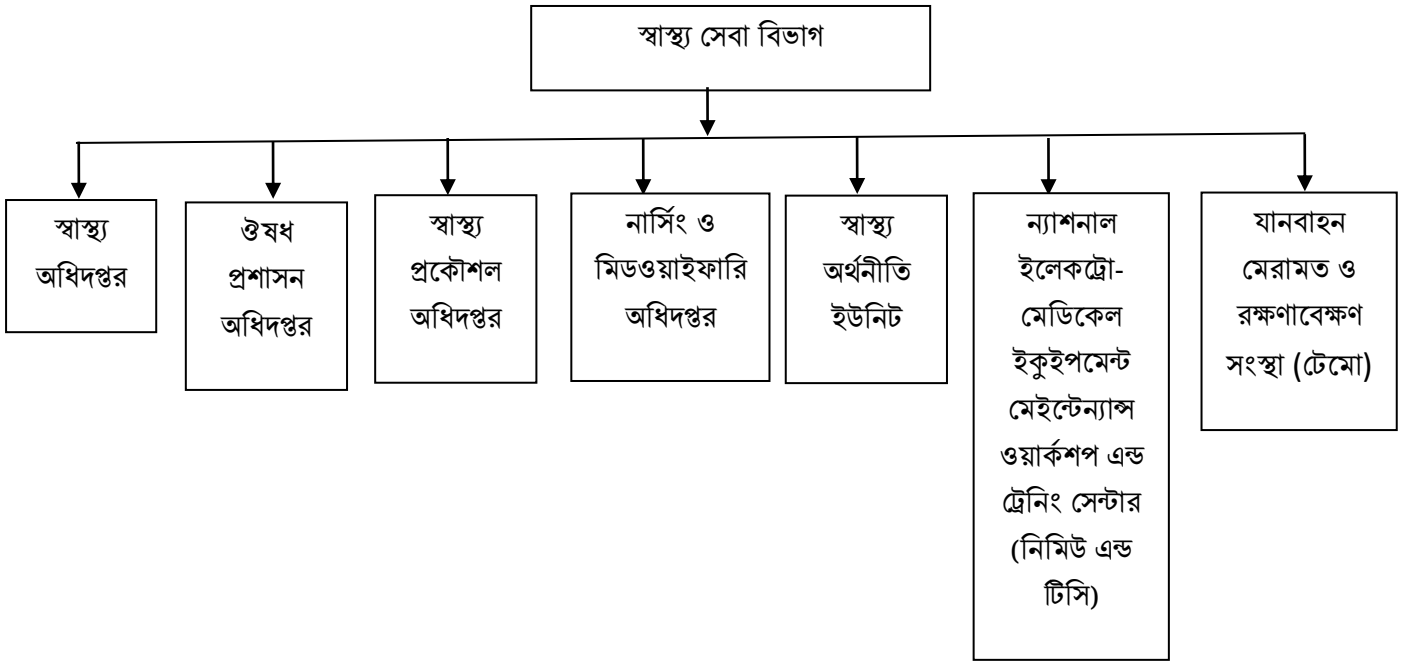 স্বাস্থ্য সেবা বিভাগ
স্বাস্থ্য
অধিদপ্তর
ঔষধ
প্রশাসন
অধিদপ্তর
স্বাস্থ্য
প্রকৌশল
অধিদপ্তর
নার্সিং ও
মিডওয়াইফারি
অধিদপ্তর
স্বাস্থ্য
অর্থনীতি
ইউনিট
ন্যাশনাল
ইলেকট্রো-
মেডিকেল
ইকুইপমেন্ট
মেইন্টেন্যান্স
ওয়ার্কশপ এন্ড
ট্রেনিং সেন্টার
(নিমিউ এন্ড
টিসি)
যানবাহন
মেরামত ও
রক্ষণাবেক্ষণ
সংস্থা (টেমো)